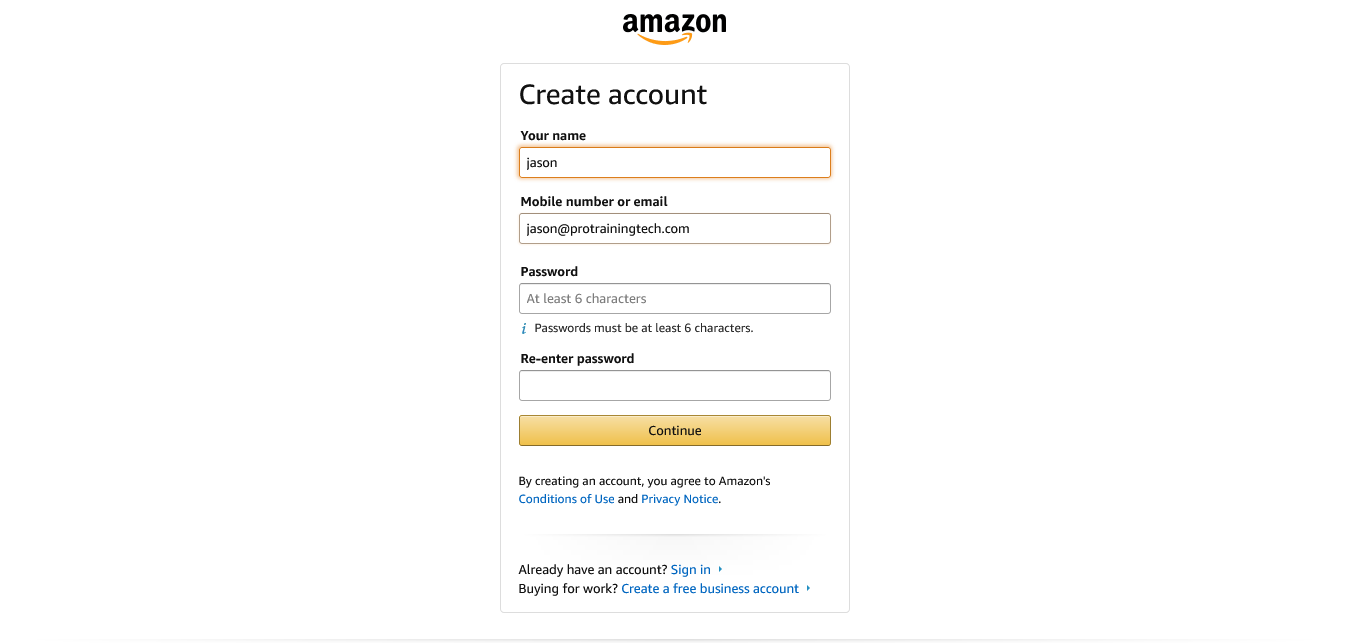 amazon
Create account
Your name
jason
Mobile number or email
jason@protrainingtech.com
Password
At least 6 characters
i Passwords must be at least 6 characters.
Re-enter password
Continue
By creating an account, you agree to Amazon's
Conditions of Use and Privacy Notice.
Already have an account? Sign in
Buying for work? Create a free business account